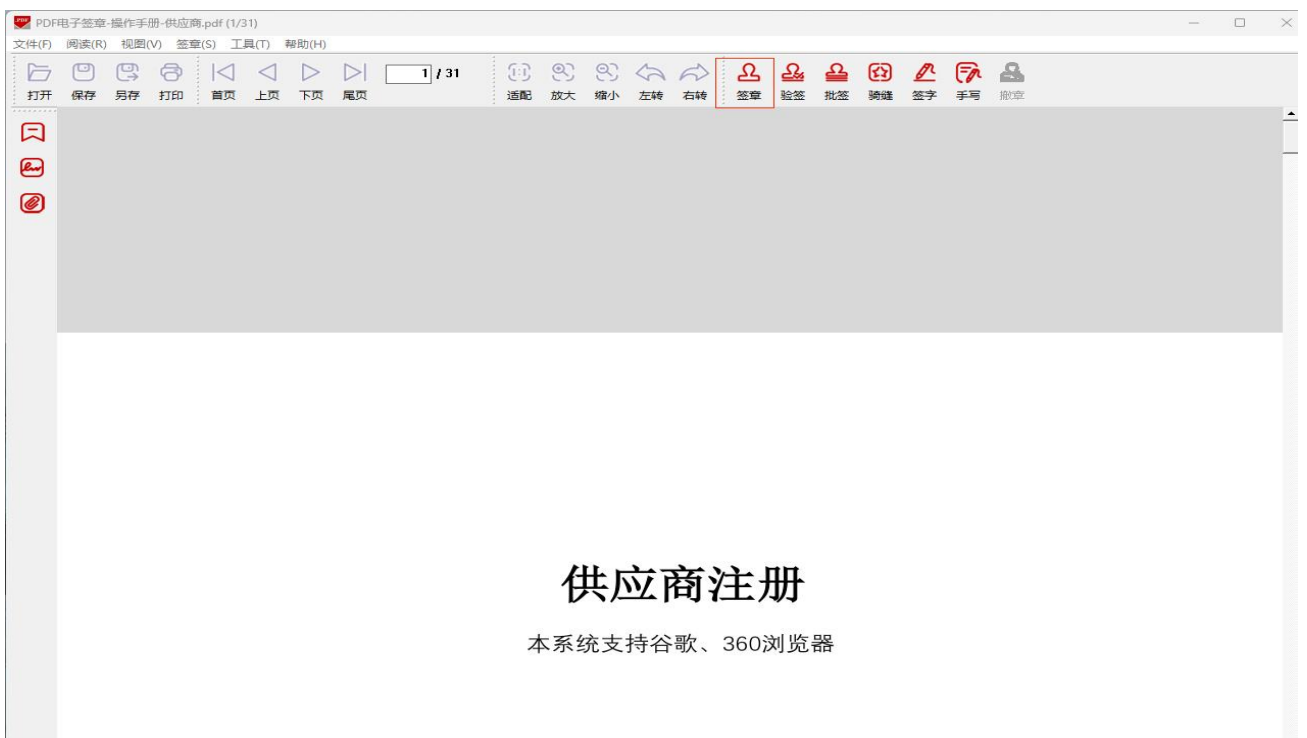 PDF电子签章-操作手册-供应商.pdf (1/31)
文件(F) 阅读(R) 视图(V) 签章(S) 工具(T) 帮助(H)
1 / 31
打开 保存 另存 打印 首页 上页 下页 尾页 适配 放大 缩小 左转 右转 签章 验签 批签 骑缝 签字 手写 撤章
供应商注册
本系统支持谷歌、360浏览器